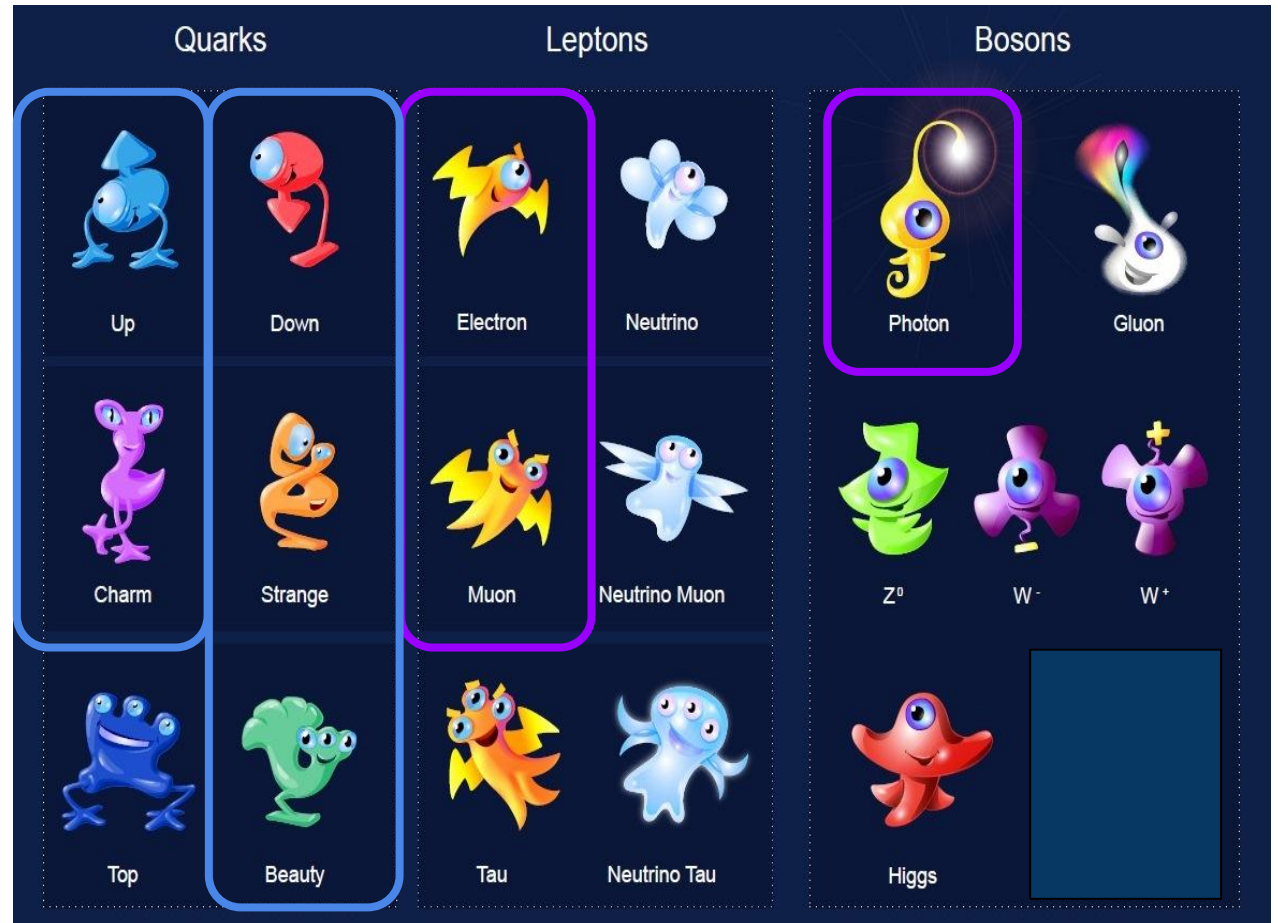 Quarks Leptons Bosons
Up Down Electron Neutrino Photon Gluon
Charm Strange Muon Neutrino Muon Z⁰ W⁻ W⁺
Top Beauty Tau Neutrino Tau Higgs